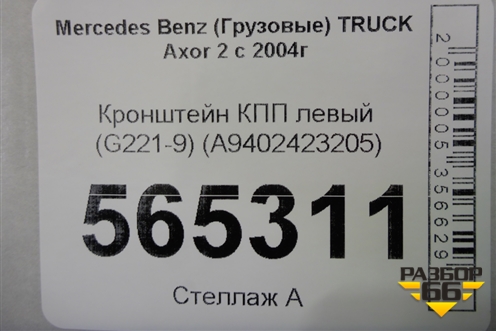 Mercedes Benz (Грузовые) TRUCK
Axor 2 с 2004г
Кронштейн КПП левый
(G221-9) (A9402423205)
565311
Стеллаж А
2000005356629
РАЗБОР
66